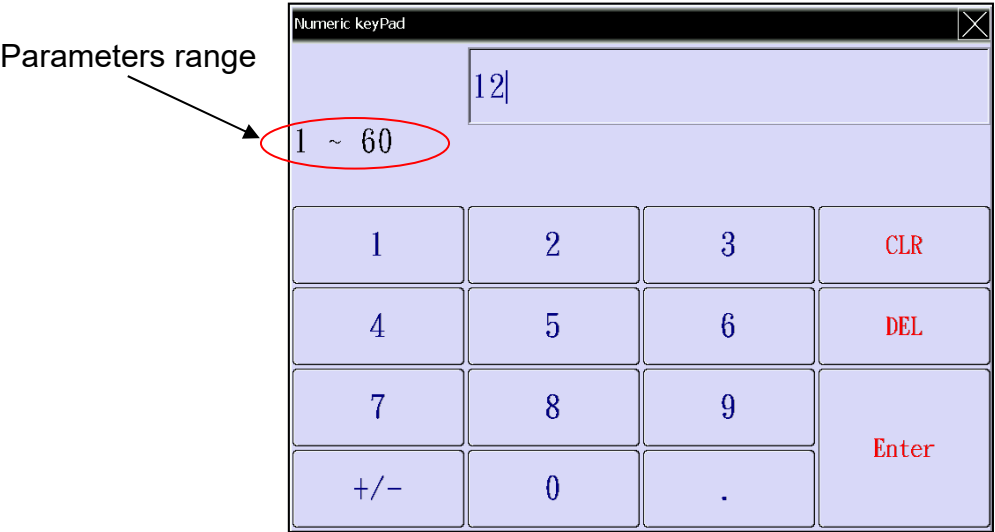 Numeric keyPad
Parameters range
12
1 ~ 60
1 2 3 CLR
4 5 6 DEL
7 8 9
Enter
+/- 0 .